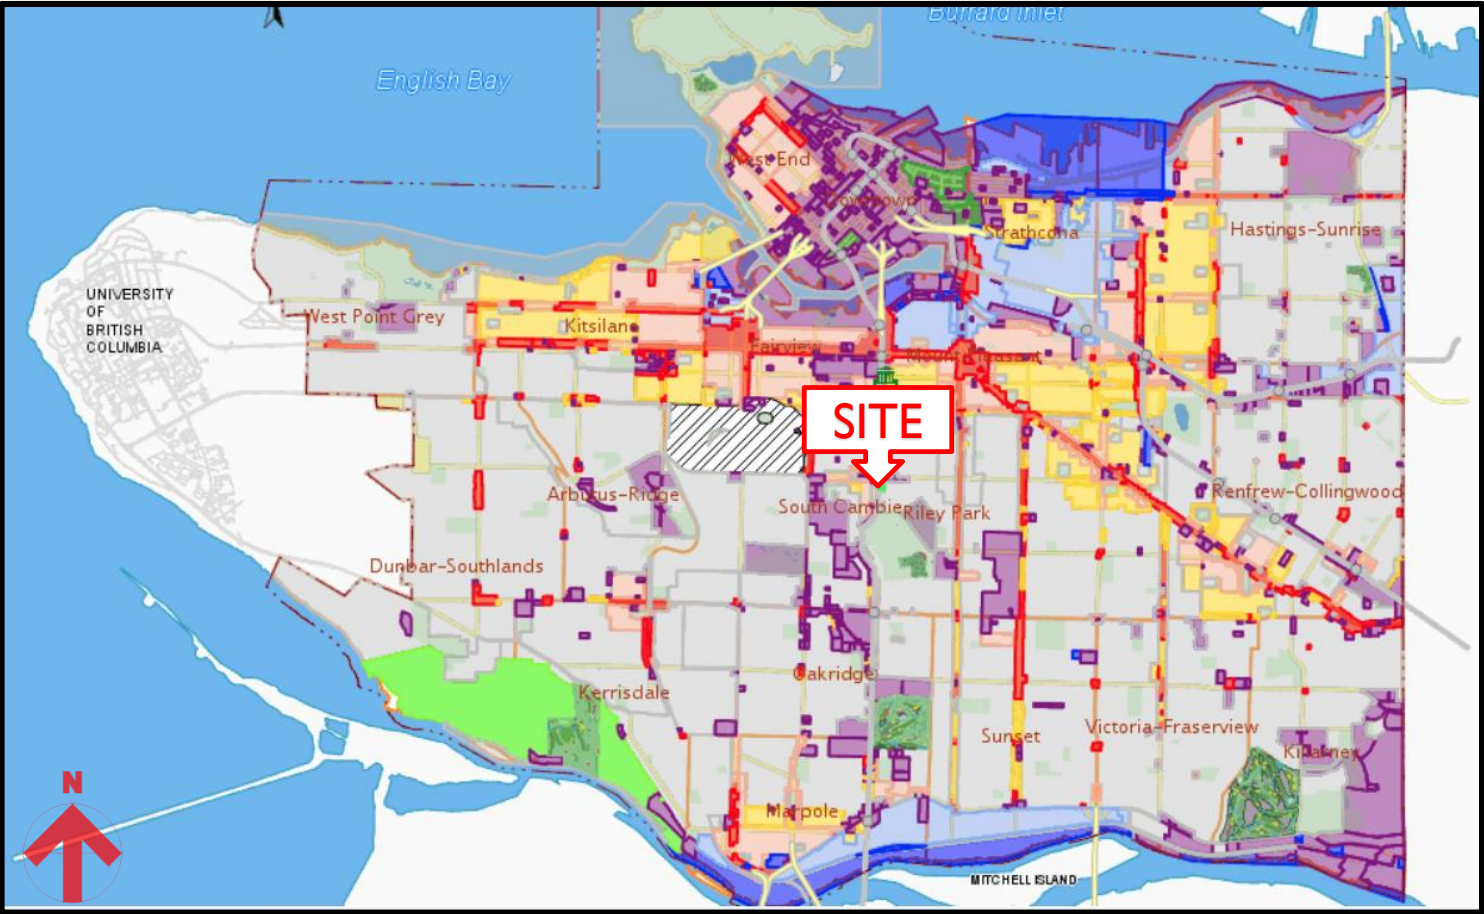 Burrard Inlet
English Bay
West End
Downtown
Strathcona
Hastings-Sunrise
UNIVERSITY
OF
BRITISH
COLUMBIA
West Point Grey
Kitsilano
Fairview
Mount Pleasant
SITE
Arbutus-Ridge
South Cambie
Riley Park
Renfrew-Collingwood
Dunbar-Southlands
Oakridge
Kerrisdale
Sunset
Victoria-Fraserview
Killarney
N
Marpole
MITCHELL ISLAND